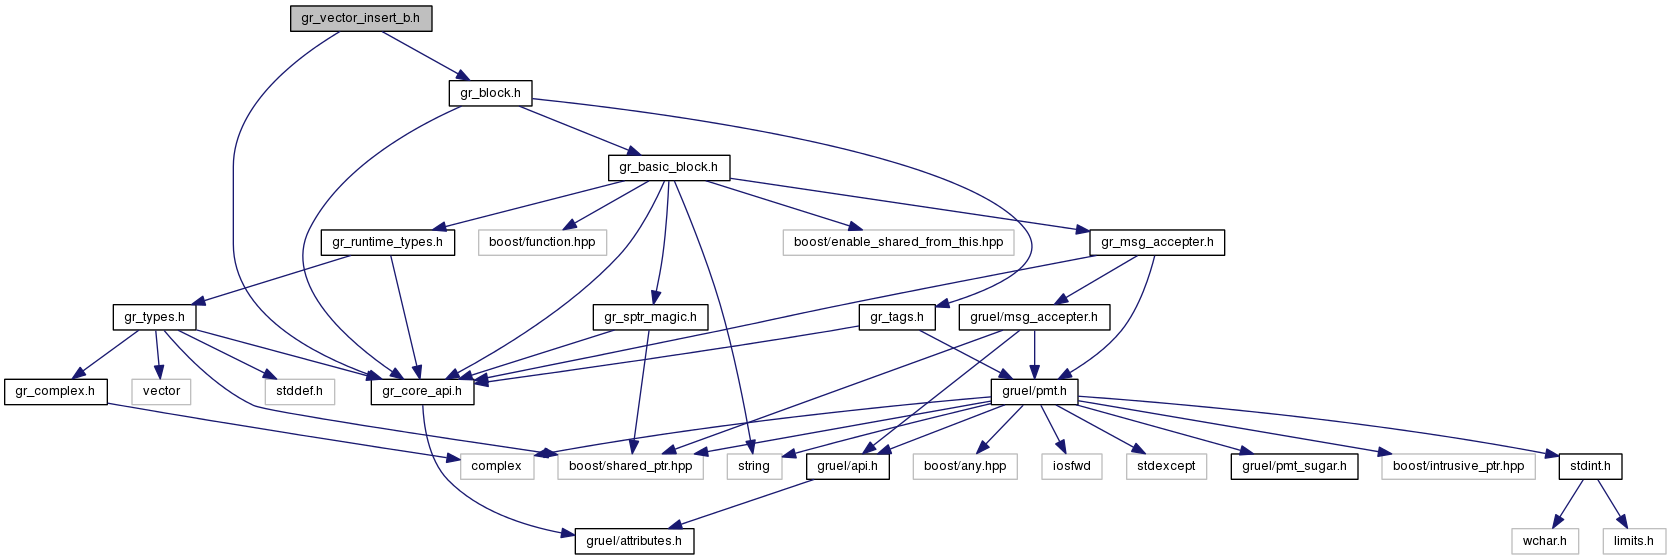 gr_vector_insert_b.h
gr_block.h
gr_basic_block.h
gr_runtime_types.h
boost/function.hpp
boost/enable_shared_from_this.hpp
gr_msg_accepter.h
gr_types.h
gr_sptr_magic.h
gr_tags.h
gruel/msg_accepter.h
gr_complex.h
vector
stddef.h
gr_core_api.h
gruel/pmt.h
complex
boost/shared_ptr.hpp
string
gruel/api.h
boost/any.hpp
iosfwd
stdexcept
gruel/pmt_sugar.h
boost/intrusive_ptr.hpp
stdint.h
gruel/attributes.h
wchar.h
limits.h